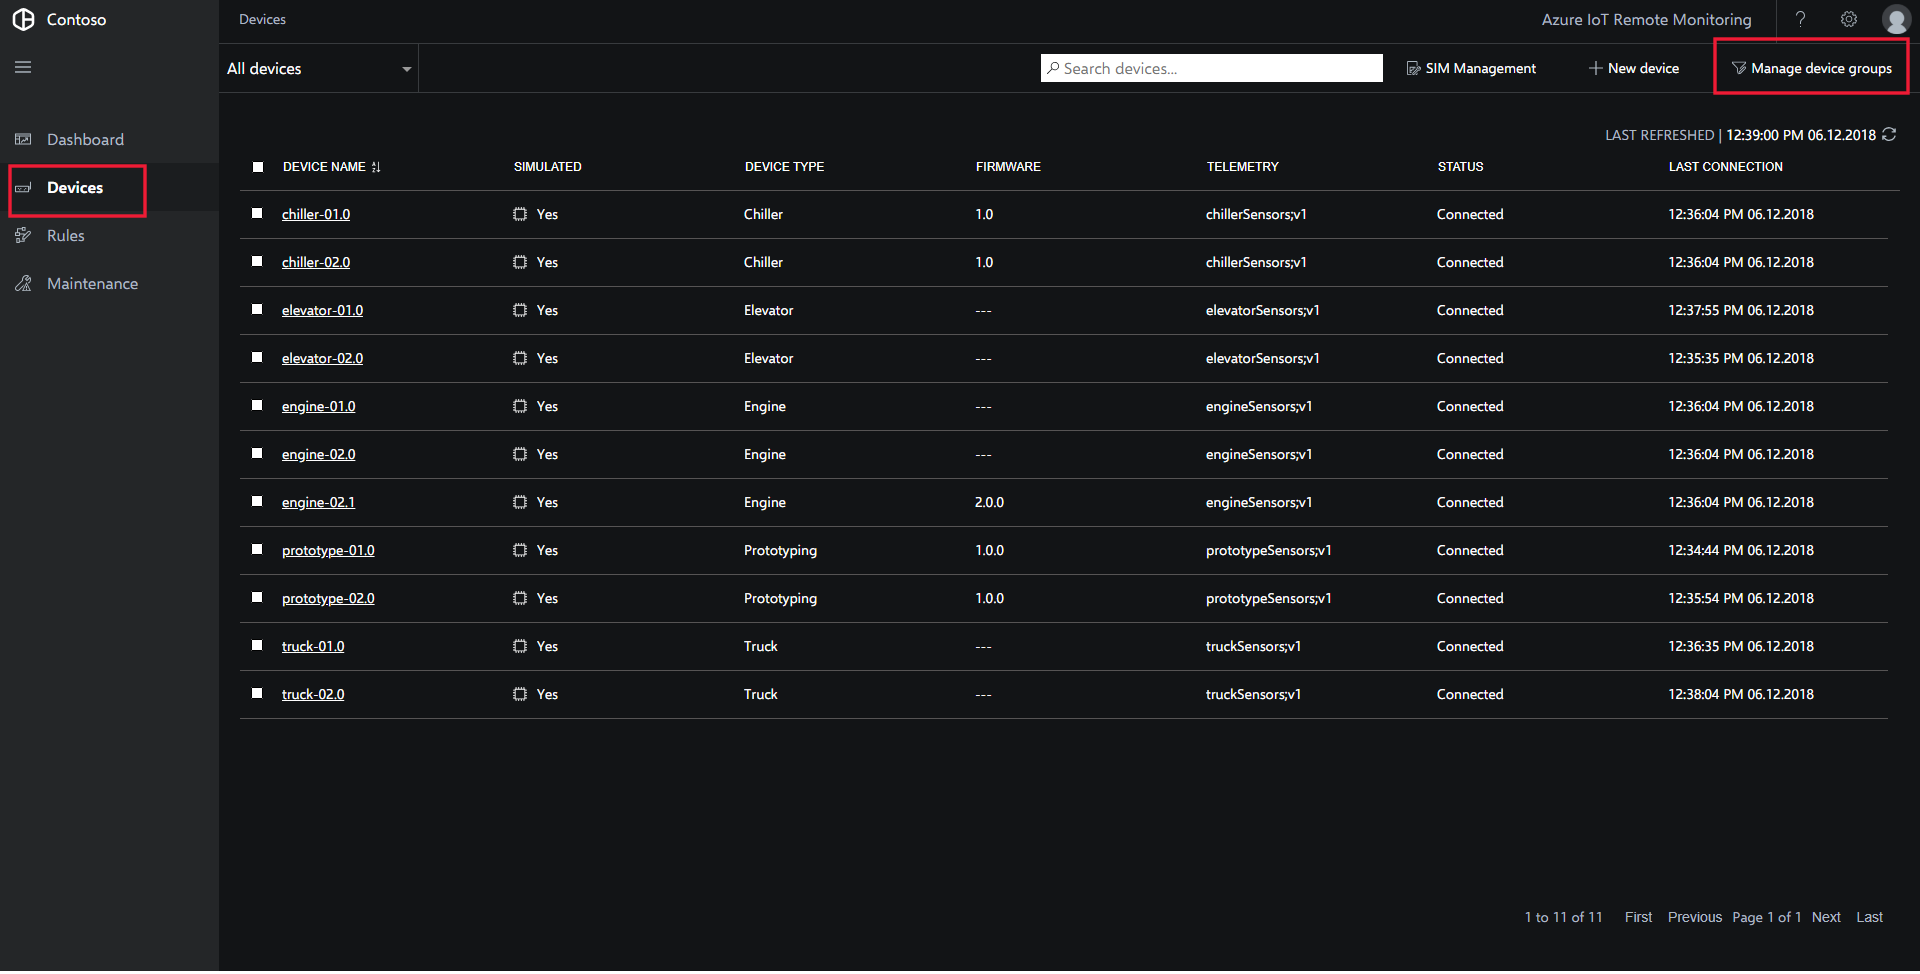 Contoso
Devices
Azure IoT Remote Monitoring
?
All devices
Search devices...
SIM Management
New device
Manage device groups
Dashboard
Devices
Rules
Maintenance
LAST REFRESHED | 12:39:00 PM 06.12.2018
DEVICE NAME SIMULATED DEVICE TYPE FIRMWARE TELEMETRY STATUS LAST CONNECTION
chiller-01.0 Yes Chiller 1.0 chillerSensors;v1 Connected 12:36:04 PM 06.12.2018
chiller-02.0 Yes Chiller 1.0 chillerSensors;v1 Connected 12:36:04 PM 06.12.2018
elevator-01.0 Yes Elevator --- elevatorSensors;v1 Connected 12:37:55 PM 06.12.2018
elevator-02.0 Yes Elevator --- elevatorSensors;v1 Connected 12:35:35 PM 06.12.2018
engine-01.0 Yes Engine --- engineSensors;v1 Connected 12:36:04 PM 06.12.2018
engine-02.0 Yes Engine --- engineSensors;v1 Connected 12:36:04 PM 06.12.2018
engine-02.1 Yes Engine 2.0.0 engineSensors;v1 Connected 12:36:04 PM 06.12.2018
prototype-01.0 Yes Prototyping 1.0.0 prototypeSensors;v1 Connected 12:34:44 PM 06.12.2018
prototype-02.0 Yes Prototyping 1.0.0 prototypeSensors;v1 Connected 12:35:54 PM 06.12.2018
truck-01.0 Yes Truck --- truckSensors;v1 Connected 12:36:35 PM 06.12.2018
truck-02.0 Yes Truck --- truckSensors;v1 Connected 12:38:04 PM 06.12.2018
1 to 11 of 11 First Previous Page 1 of 1 Next Last